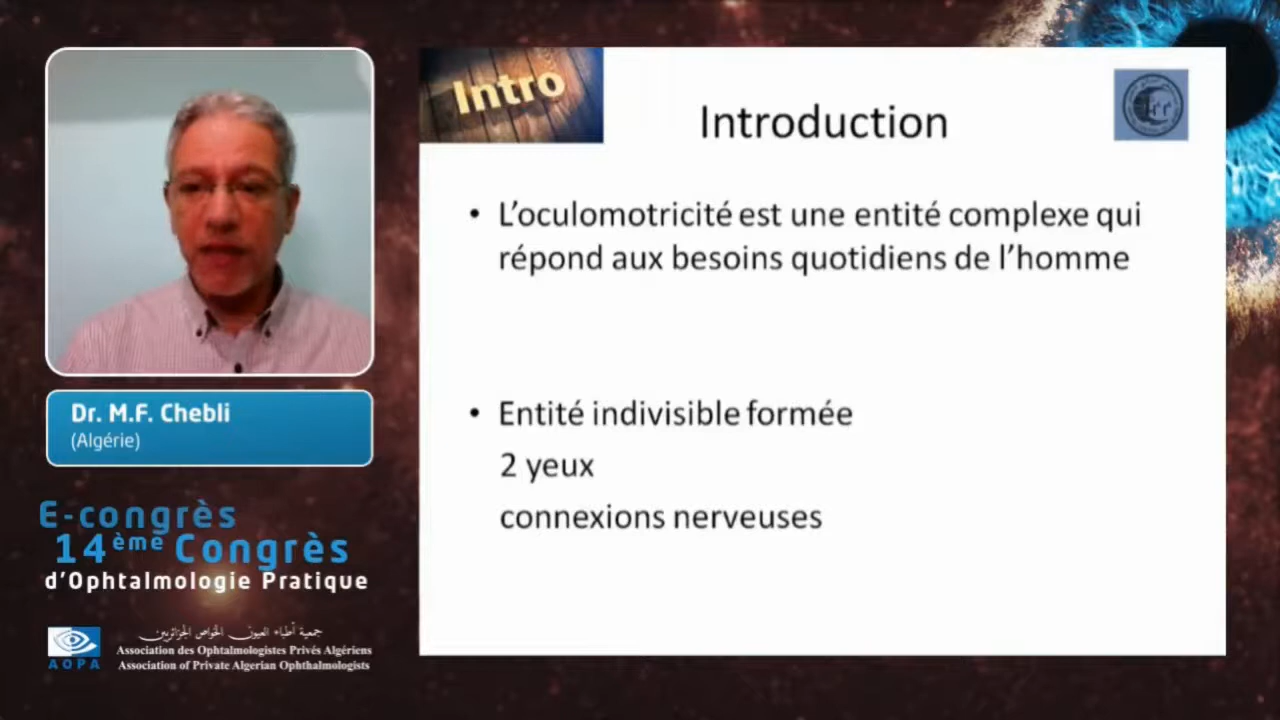 Intro
Introduction
• L’oculomotricité est une entité complexe qui
répond aux besoins quotidiens de l’homme
• Entité indivisible formée
2 yeux
connexions nerveuses
Dr. M.F. Chebli
(Algérie)
E-congrès
14ème Congrès
d’Ophtalmologie Pratique
AOPA
جمعية أطباء العيون الخواص الجزائريين
Association des Ophtalmologistes Privés Algériens
Association of Private Algerian Ophthalmologists